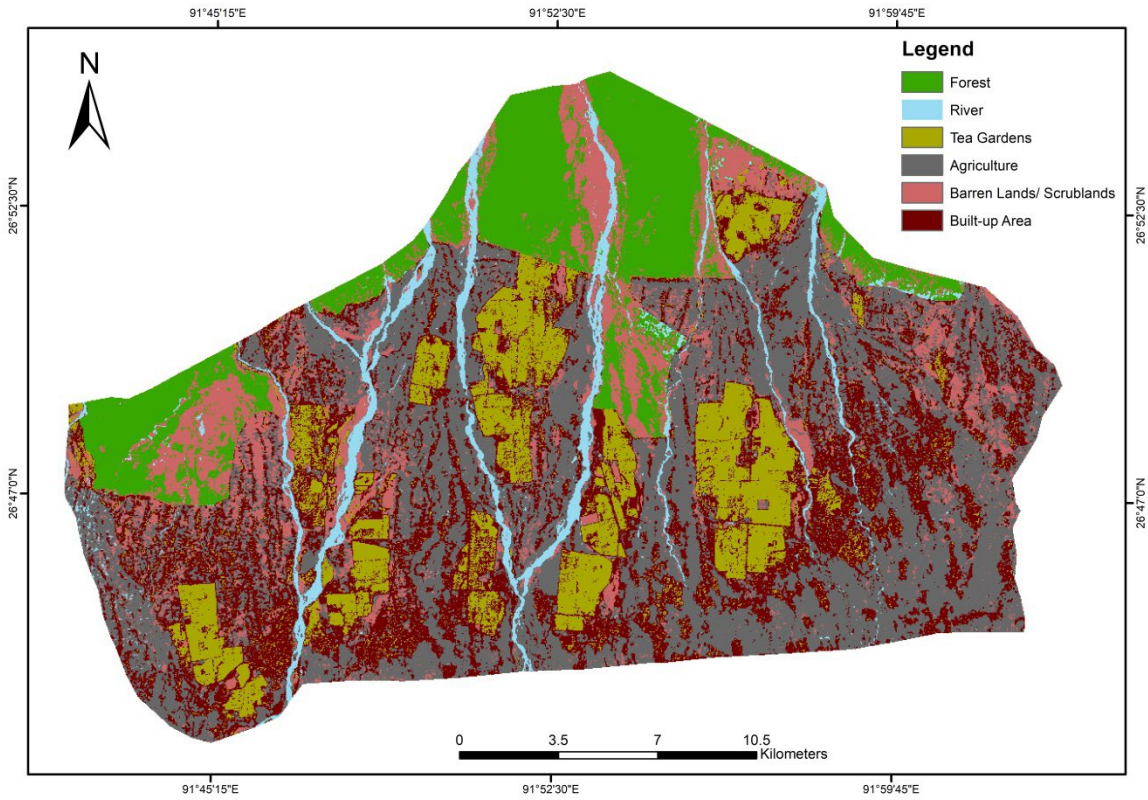 91°45'15"E 91°52'30"E 91°59'45"E
N
Legend
Forest
River
Tea Gardens
Agriculture
Barren Lands/ Scrublands
Built-up Area
26°52'30"N 26°52'30"N
26°47'0"N 26°47'0"N
0 3.5 7 10.5
Kilometers
91°45'15"E 91°52'30"E 91°59'45"E